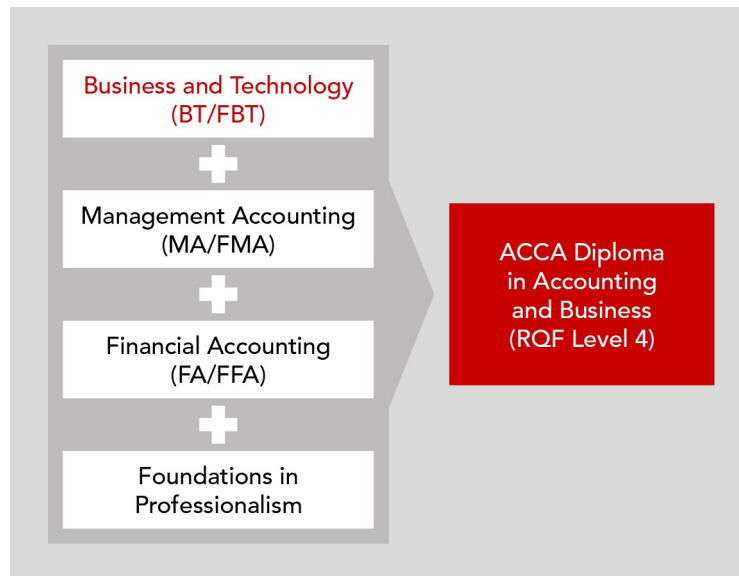 Business and Technology
(BT/FBT)
Management Accounting
(MA/FMA)
Financial Accounting
(FA/FFA)
Foundations in
Professionalism
ACCA Diploma
in Accounting
and Business
(RQF Level 4)